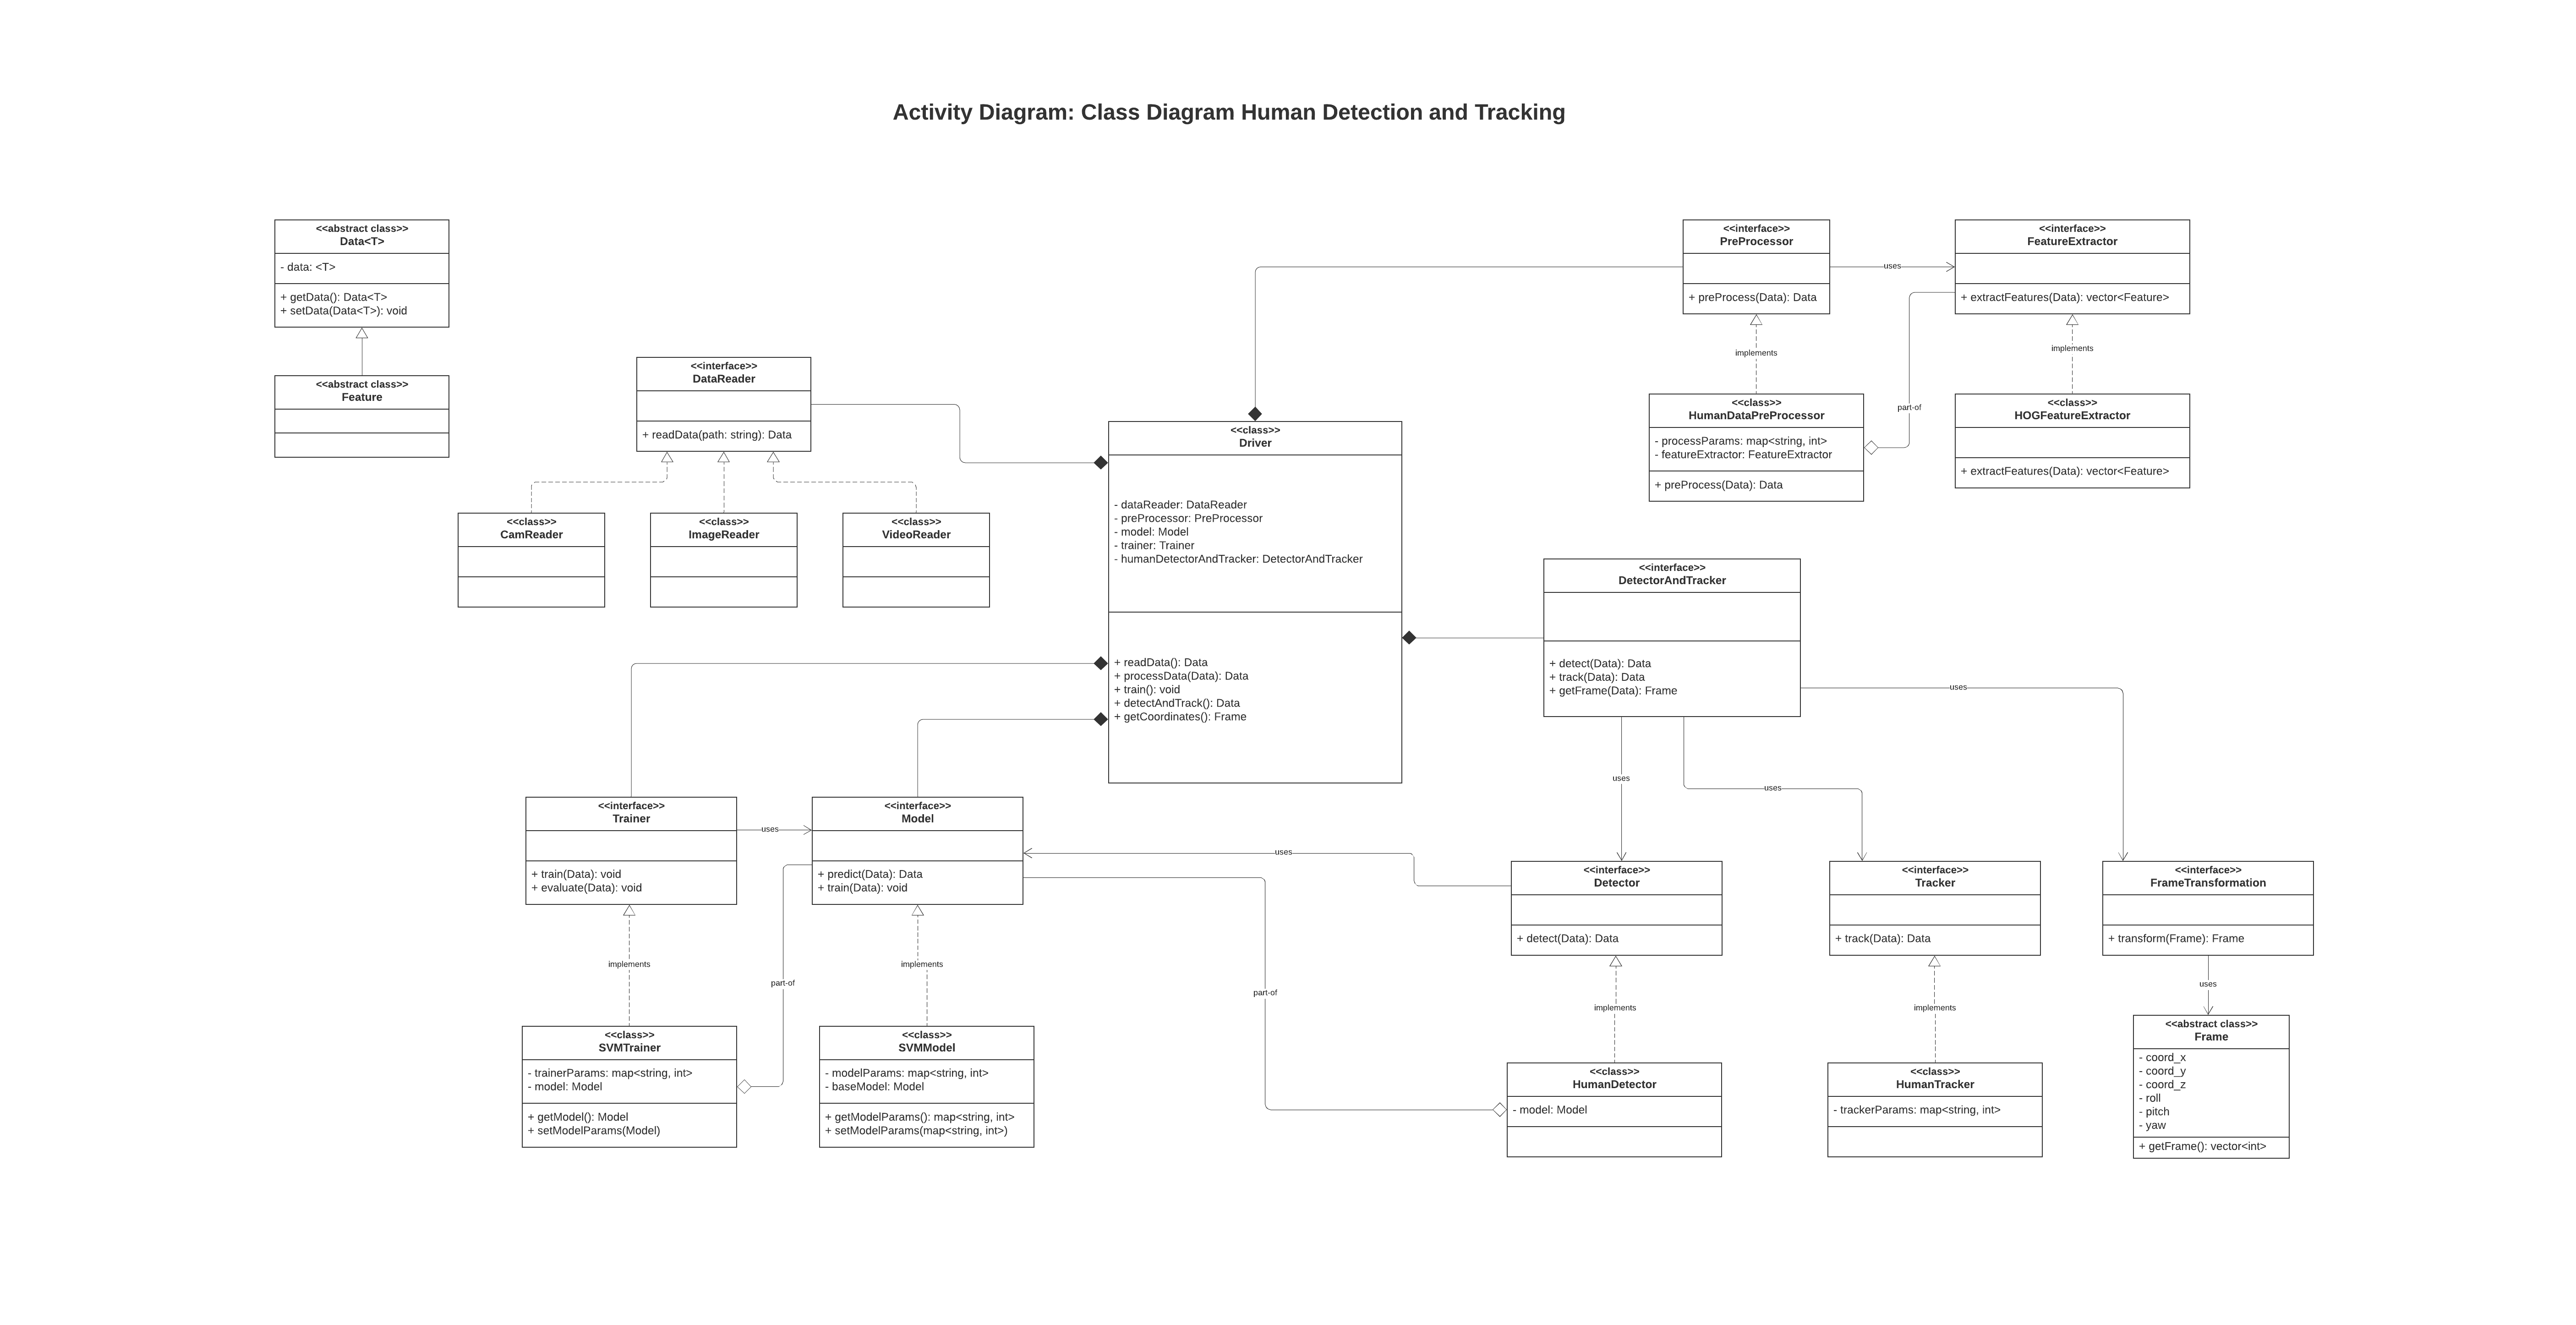 Activity Diagram: Class Diagram Human Detection and Tracking
<<abstract class>>
Data<T>
- data: <T>
+ getData(): Data<T>
+ setData(Data<T>): void
<<abstract class>>
Feature
<<interface>>
DataReader
+ readData(path: string): Data
<<class>>
CamReader
<<class>>
ImageReader
<<class>>
VideoReader
<<class>>
Driver
- dataReader: DataReader
- preProcessor: PreProcessor
- model: Model
- trainer: Trainer
- humanDetectorAndTracker: DetectorAndTracker
+ readData(): Data
+ processData(Data): Data
+ train(): void
+ detectAndTrack(): Data
+ getCoordinates(): Frame
<<interface>>
PreProcessor
+ preProcess(Data): Data
uses
<<interface>>
FeatureExtractor
+ extractFeatures(Data): vector<Feature>
implements
implements
part-of
<<class>>
HumanDataPreProcessor
- processParams: map<string, int>
- featureExtractor: FeatureExtractor
+ preProcess(Data): Data
<<class>>
HOGFeatureExtractor
+ extractFeatures(Data): vector<Feature>
<<interface>>
DetectorAndTracker
+ detect(Data): Data
+ track(Data): Data
+ getFrame(Data): Frame
uses
uses
uses
<<interface>>
Trainer
+ train(Data): void
+ evaluate(Data): void
uses
<<interface>>
Model
+ predict(Data): Data
+ train(Data): void
uses
<<interface>>
Detector
+ detect(Data): Data
<<interface>>
Tracker
+ track(Data): Data
<<interface>>
FrameTransformation
+ transform(Frame): Frame
implements
part-of
implements
part-of
implements
implements
uses
<<class>>
SVMTrainer
- trainerParams: map<string, int>
- model: Model
+ getModel(): Model
+ setModelParams(Model)
<<class>>
SVMModel
- modelParams: map<string, int>
- baseModel: Model
+ getModelParams(): map<string, int>
+ setModelParams(map<string, int>)
<<class>>
HumanDetector
- model: Model
<<class>>
HumanTracker
- trackerParams: map<string, int>
<<abstract class>>
Frame
- coord_x
- coord_y
- coord_z
- roll
- pitch
- yaw
+ getFrame(): vector<int>